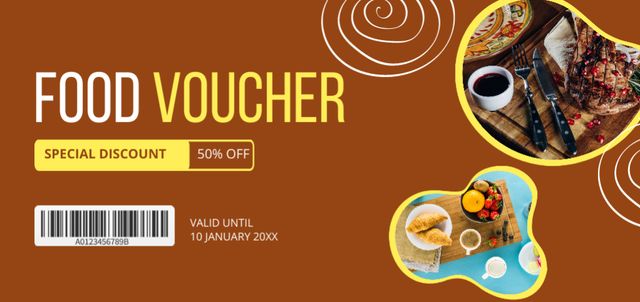 FOOD VOUCHER
SPECIAL DISCOUNT 50% OFF
A0123456789B
VALID UNTIL
10 JANUARY 20XX